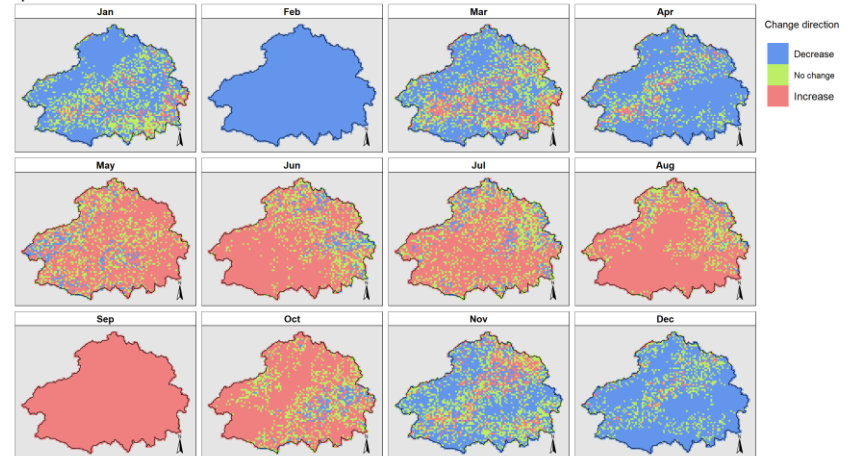 Jan
Feb
Mar
Apr
Change direction
Decrease
No change
Increase
May
Jun
Jul
Aug
Sep
Oct
Nov
Dec